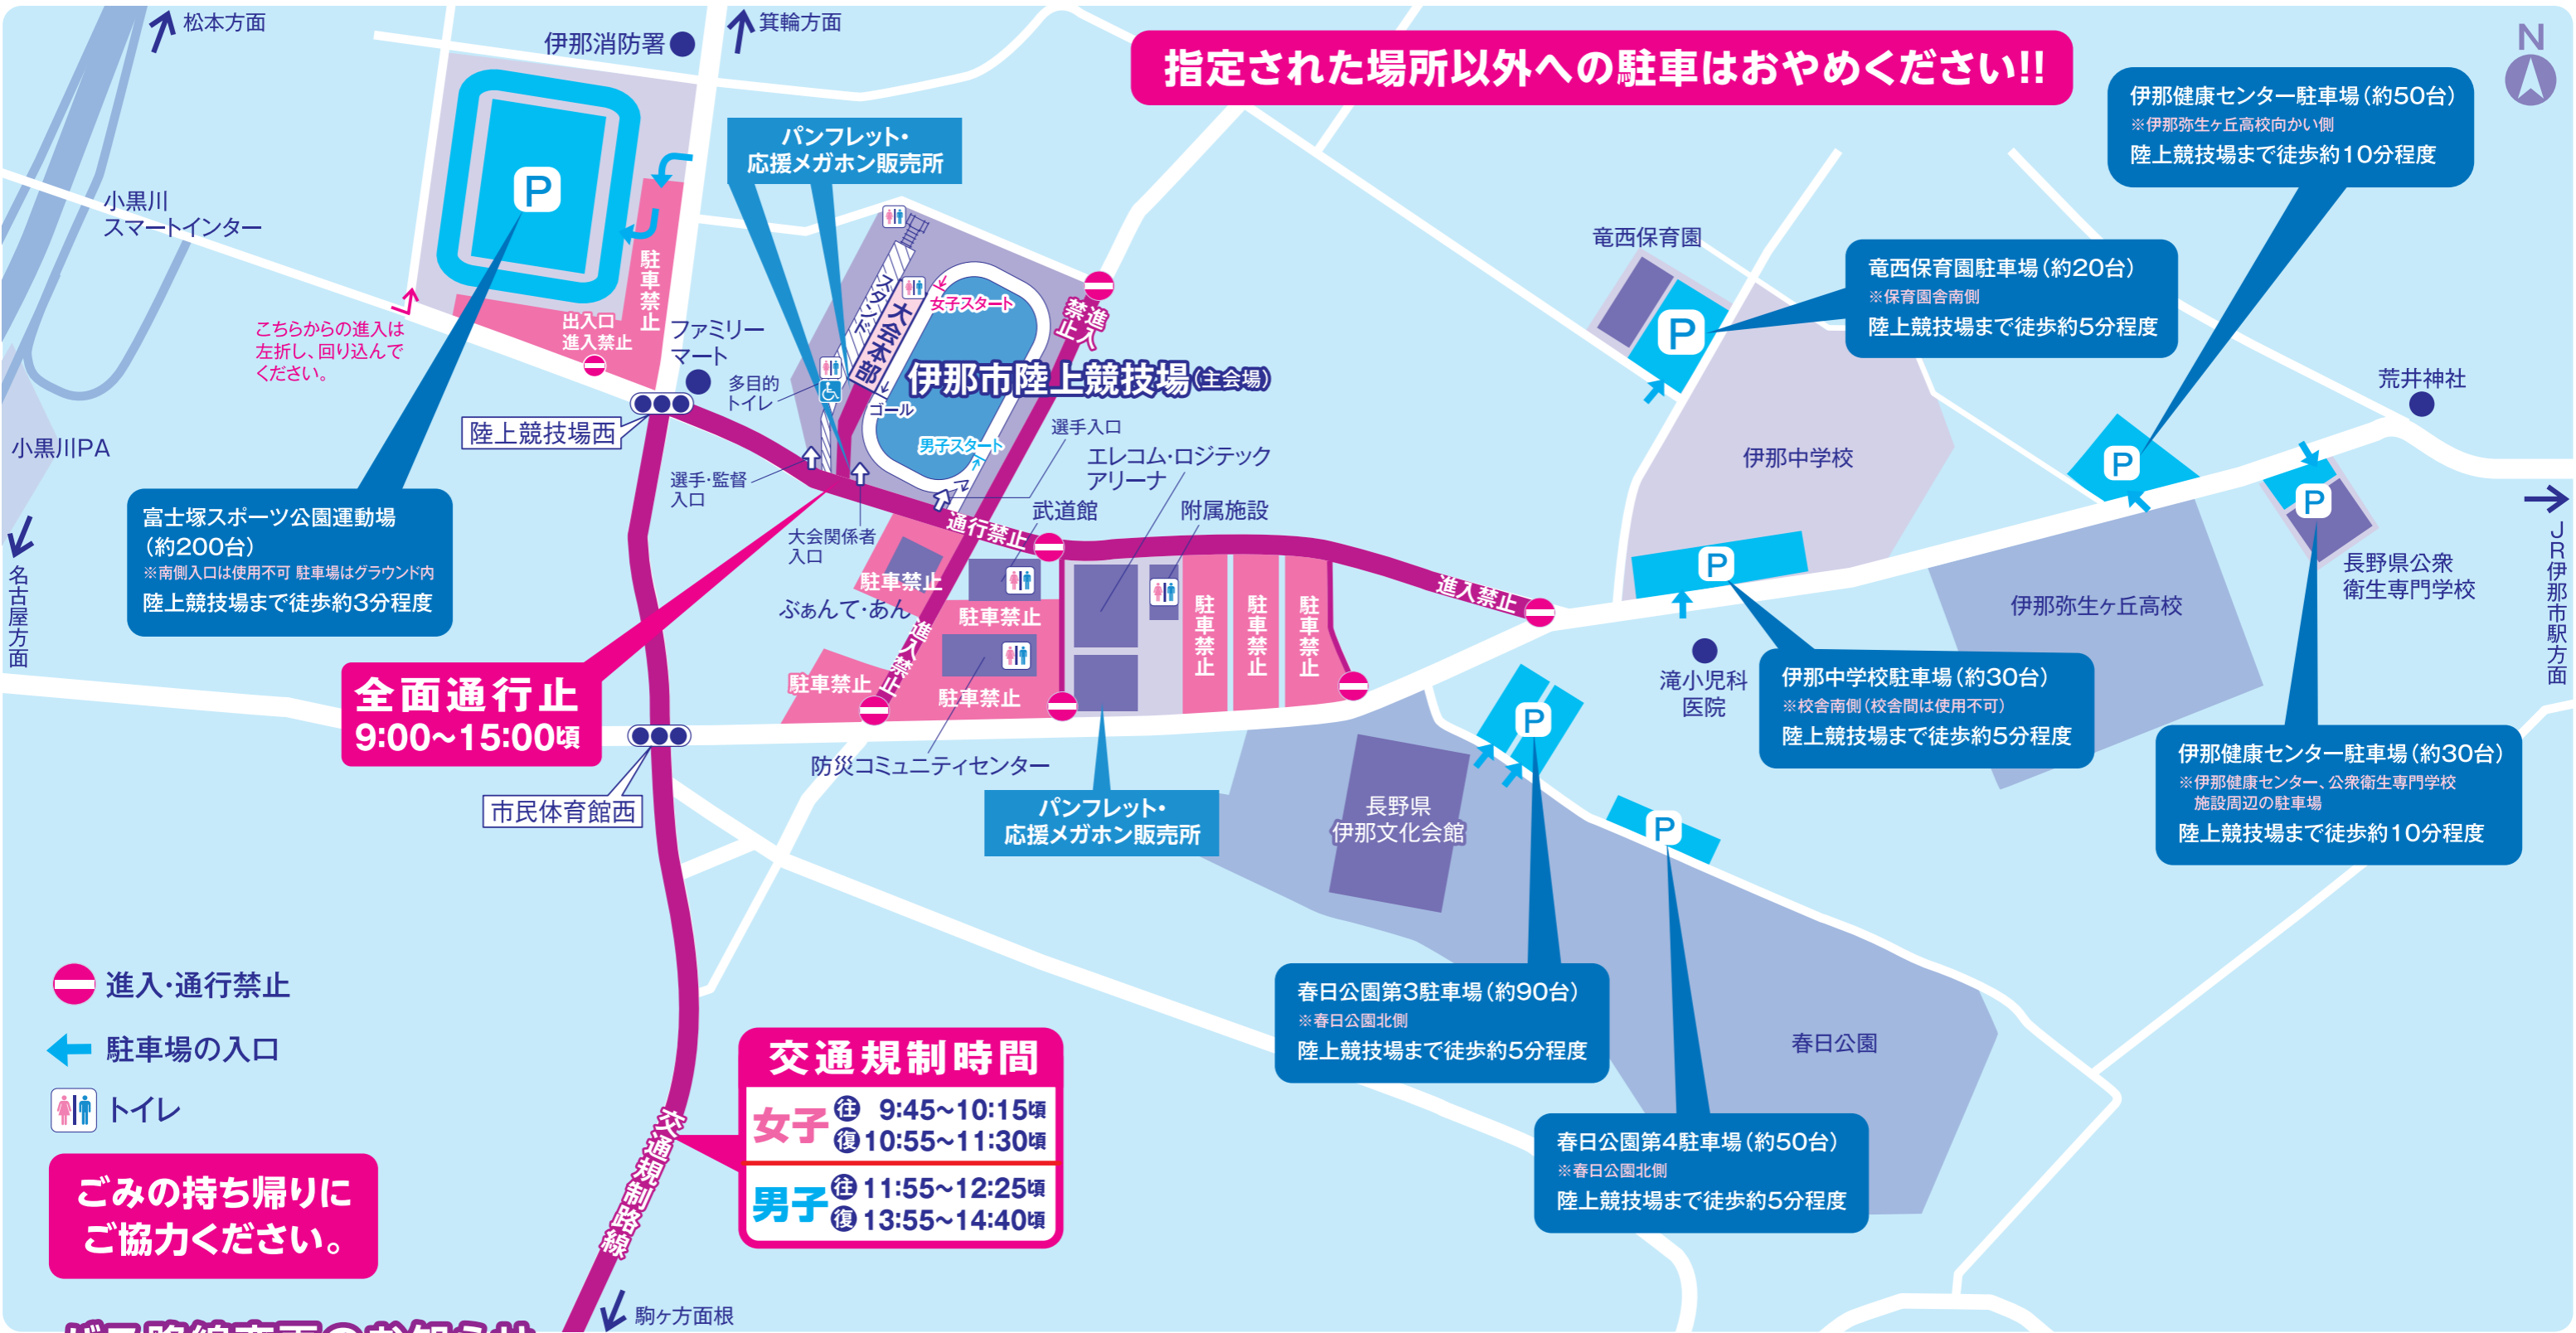 松本方面
箕輪方面
伊那消防署
指定された場所以外への駐車はおやめください!!
N
伊那健康センター駐車場(約50台)
※伊那弥生ヶ丘高校向かい側
陸上競技場まで徒歩約10分程度
パンフレット・
応援メガホン販売所
小黒川
スマートインター
P
駐車禁止
竜西保育園
P
竜西保育園駐車場(約20台)
※保育園舎南側
陸上競技場まで徒歩約5分程度
こちらからの進入は
左折し、回り込んで
ください。
出入口
進入禁止
ファミリー
マート
多目的
トイレ
スタンド
大会本部
女子スタート
進入
禁止
伊那市陸上競技場(主会場)
ゴール
男子スタート
荒井神社
小黒川PA
陸上競技場西
選手・監督
入口
大会関係者
入口
選手入口
エレコム・ロジテック
アリーナ
武道館
附属施設
通行禁止
伊那中学校
P
P
長野県公衆
衛生専門学校
JR伊那市駅方面
富士塚スポーツ公園運動場
(約200台)
※南側入口は使用不可 駐車場はグラウンド内
陸上競技場まで徒歩約3分程度
名古屋方面
駐車禁止
ぶぁんて・あん
駐車禁止
進入禁止
駐車禁止
駐車禁止
駐車禁止
駐車禁止
駐車禁止
進入禁止
P
伊那弥生ヶ丘高校
滝小児科
医院
伊那中学校駐車場(約30台)
※校舎南側(校舎間は使用不可)
陸上競技場まで徒歩約5分程度
全面通行止
9:00~15:00頃
防災コミュニティセンター
市民体育館西
パンフレット・
応援メガホン販売所
P
長野県
伊那文化会館
P
伊那健康センター駐車場(約30台)
※伊那健康センター、公衆衛生専門学校
施設周辺の駐車場
陸上競技場まで徒歩約10分程度
進入・通行禁止
駐車場の入口
トイレ
ごみの持ち帰りに
ご協力ください。
交通規制路線
交通規制時間
女子 往 9:45~10:15頃
復 10:55~11:30頃
男子 往 11:55~12:25頃
復 13:55~14:40頃
春日公園第3駐車場(約90台)
※春日公園北側
陸上競技場まで徒歩約5分程度
春日公園
春日公園第4駐車場(約50台)
※春日公園北側
陸上競技場まで徒歩約5分程度
駒ヶ方面根